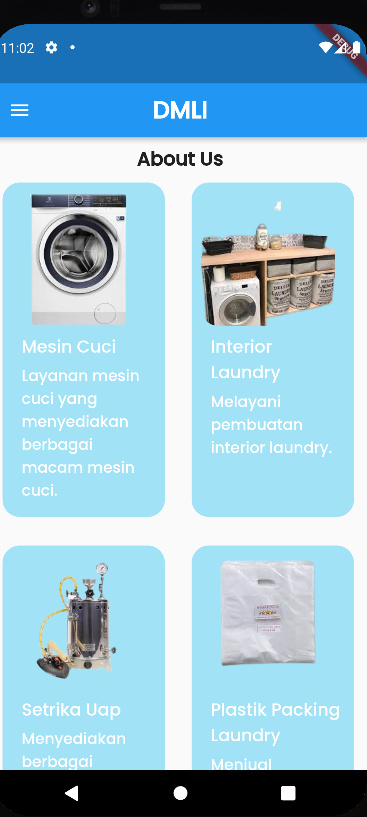 11:02
DEBUG
DMLI
About Us
Mesin Cuci
Layanan mesin
cuci yang
menyediakan
berbagai
macam mesin
cuci.
Interior
Laundry
Melayani
pembuatan
interior laundry.
Setrika Uap
Menyediakan
berbagai
Plastik Packing
Laundry
Menjual